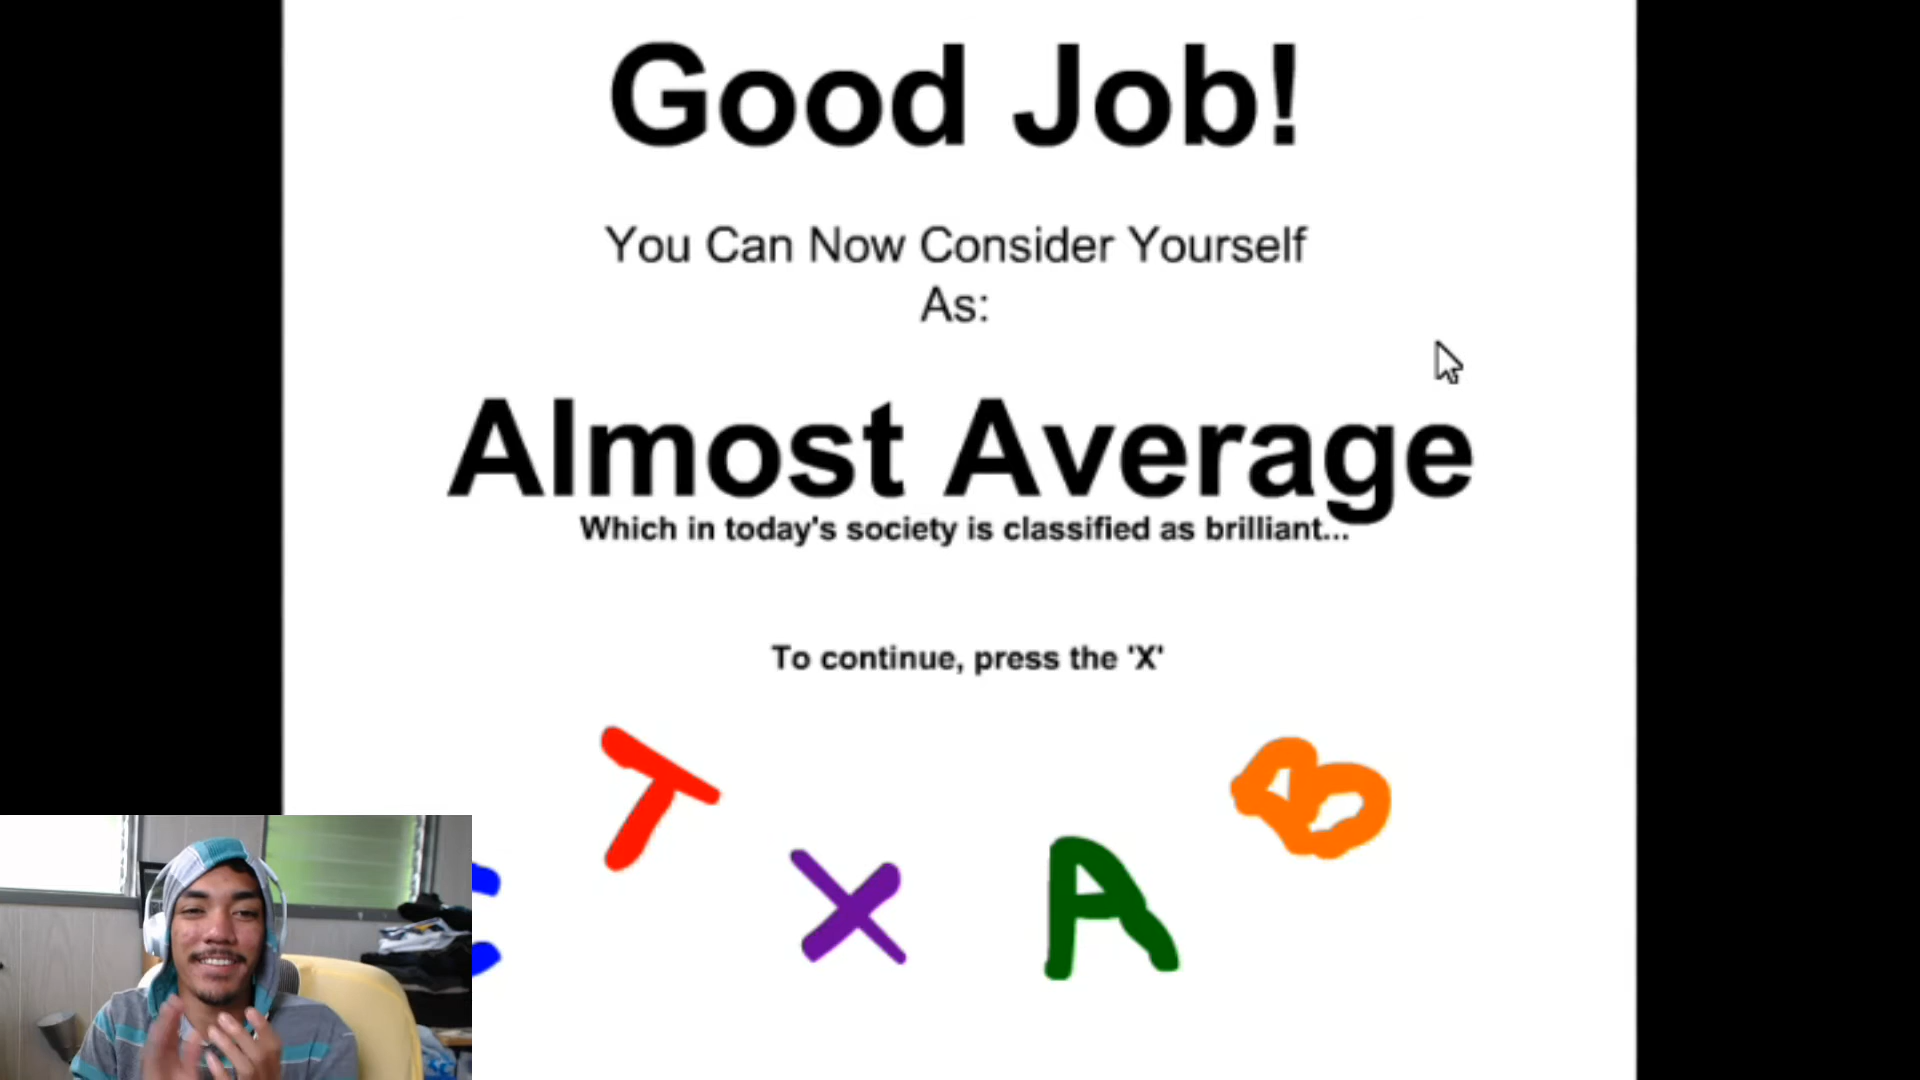 Good Job!
You Can Now Consider Yourself
As:
Almost Average
Which in today's society is classified as brilliant...
To continue, press the 'X'
T
X
A
B